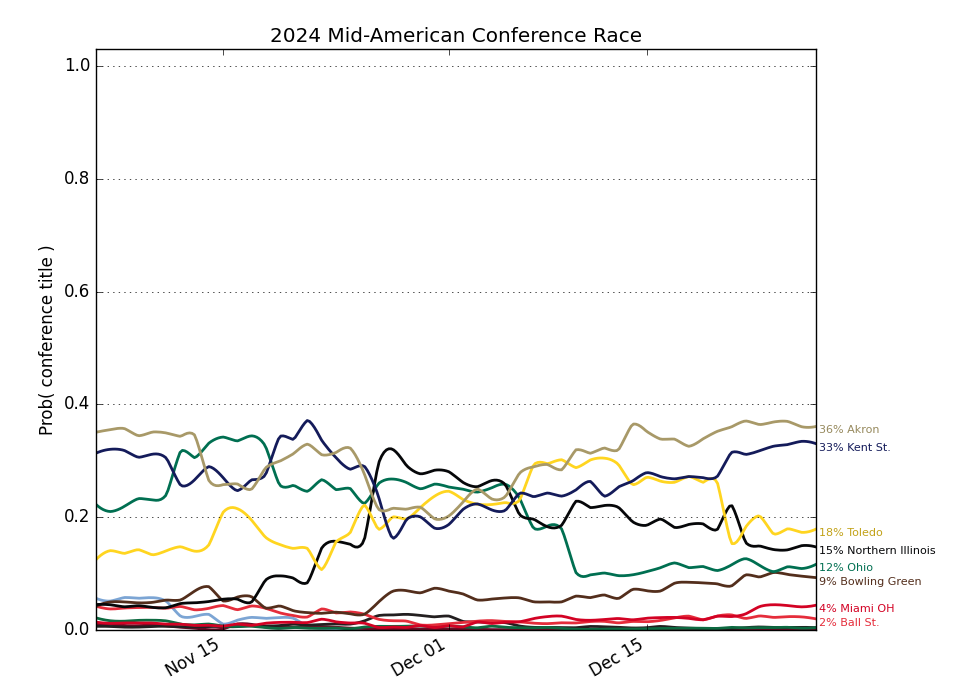 2024 Mid-American Conference Race
Prob( conference title )
1.0
0.8
0.6
0.4
0.2
0.0
Nov 15
Dec 01
Dec 15
36% Akron
33% Kent St.
18% Toledo
15% Northern Illinois
12% Ohio
9% Bowling Green
4% Miami OH
2% Ball St.